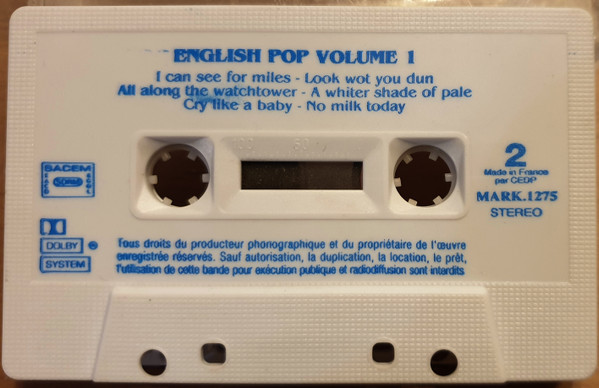 ENGLISH POP VOLUME 1
I can see for miles - Look wot you dun
All along the watchtower - A whiter shade of pale
Cry like a baby - No milk today
2
Made in France
par CEDP
MARK.1275
STEREO
SACEM
SDRM
DOLBY ®
SYSTEM
Tous droits du producteur phonographique et du propriétaire de l'œuvre
enregistrée réservés. Sauf autorisation, la duplication, la location, le prêt,
l'utilisation de cette bande pour exécution publique et radiodiffusion sont interdits